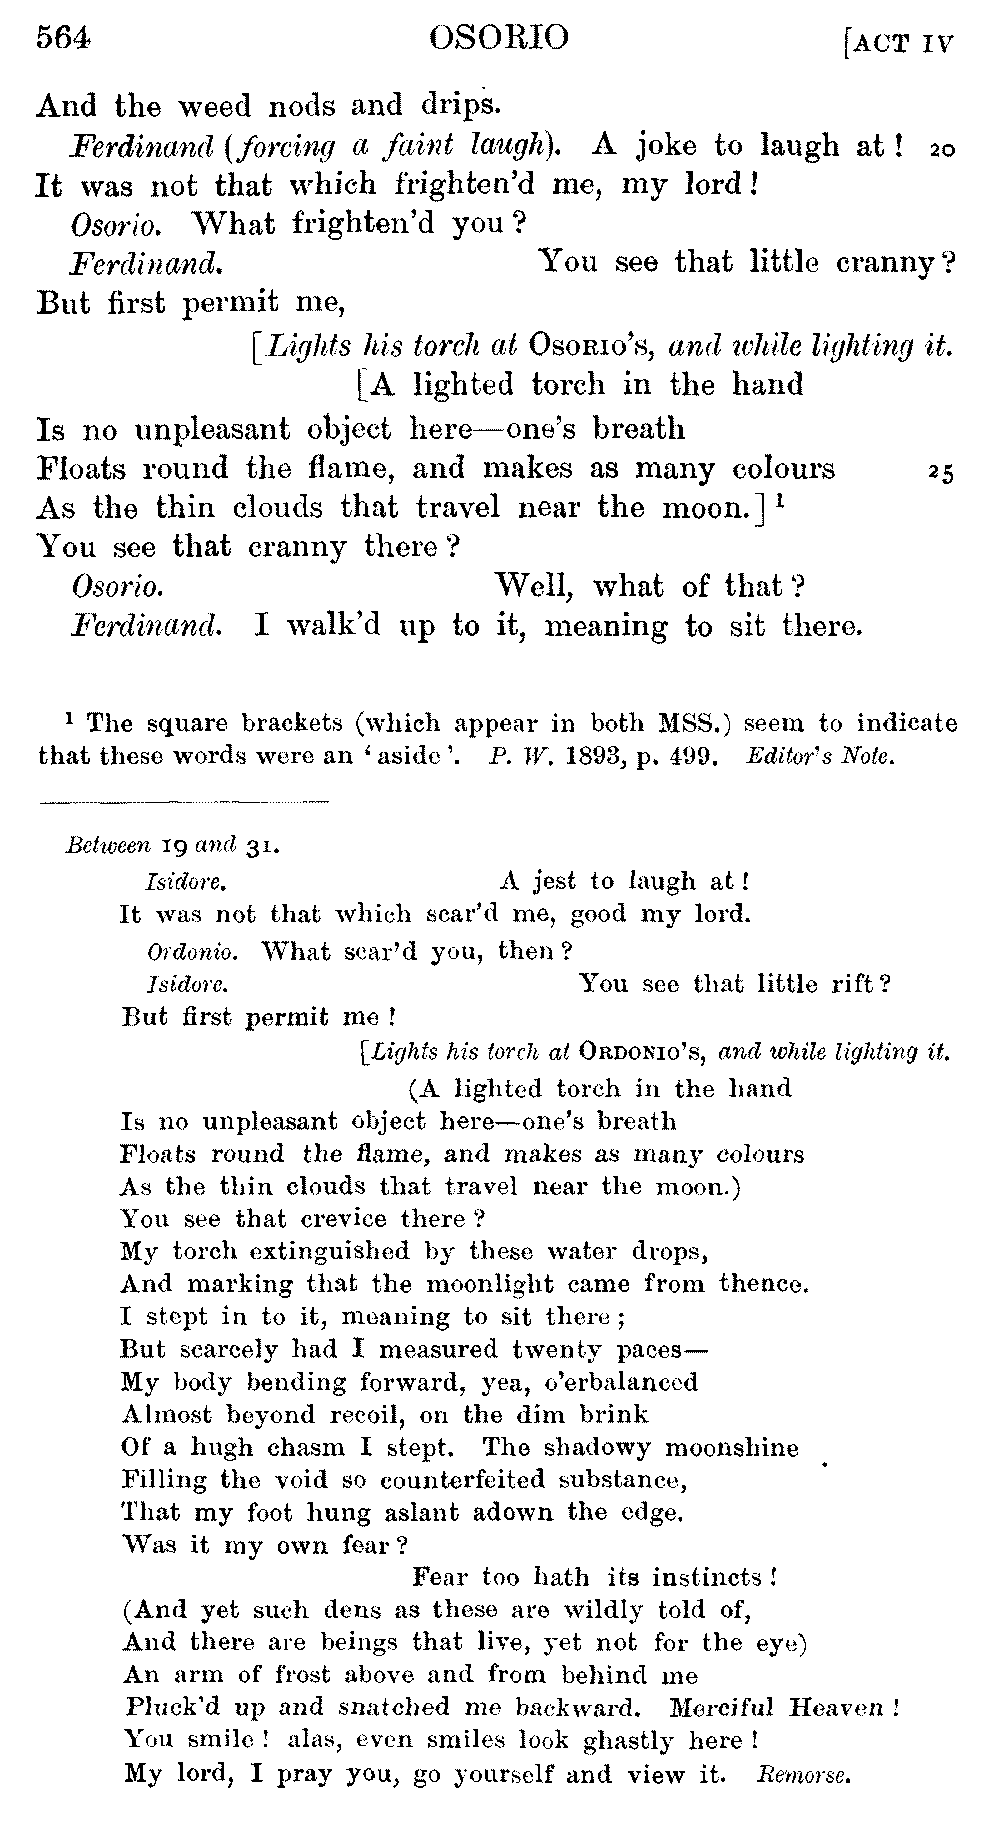 564 OSORIO [ACT IV
And the weed nods and drips.
Ferdinand (forcing a faint laugh). A joke to laugh at! 20
It was not that which frighten'd me, my lord!
Osorio. What frighten'd you?
Ferdinand. You see that little cranny?
But first permit me,
[Lights his torch at OSORIO'S, and while lighting it.
[A lighted torch in the hand
Is no unpleasant object here—one's breath
Floats round the flame, and makes as many colours 25
As the thin clouds that travel near the moon.] 1
You see that cranny there?
Osorio. Well, what of that?
Ferdinand. I walk'd up to it, meaning to sit there.
1 The square brackets (which appear in both MSS.) seem to indicate
that these words were an ‘aside’. P. W. 1893, p. 499. Editor's Note.
Between 19 and 31.
Isidore. A jest to laugh at!
It was not that which scar'd me, good my lord.
Ordonio. What scar'd you, then?
Isidore. You see that little rift?
But first permit me!
[Lights his torch at ORDONIO'S, and while lighting it.
(A lighted torch in the hand
Is no unpleasant object here—one's breath
Floats round the flame, and makes as many colours
As the thin clouds that travel near the moon.)
You see that crevice there?
My torch extinguished by these water drops,
And marking that the moonlight came from thence.
I stept in to it, meaning to sit there;
But scarcely had I measured twenty paces—
My body bending forward, yea, o'erbalanced
Almost beyond recoil, on the dim brink
Of a hugh chasm I stept. The shadowy moonshine
Filling the void so counterfeited substance,
That my foot hung aslant adown the edge.
Was it my own fear?
Fear too hath its instincts!
(And yet such dens as these are wildly told of,
And there are beings that live, yet not for the eye)
An arm of frost above and from behind me
Pluck'd up and snatched me backward. Merciful Heaven!
You smile! alas, even smiles look ghastly here!
My lord, I pray you, go yourself and view it. Remorse.